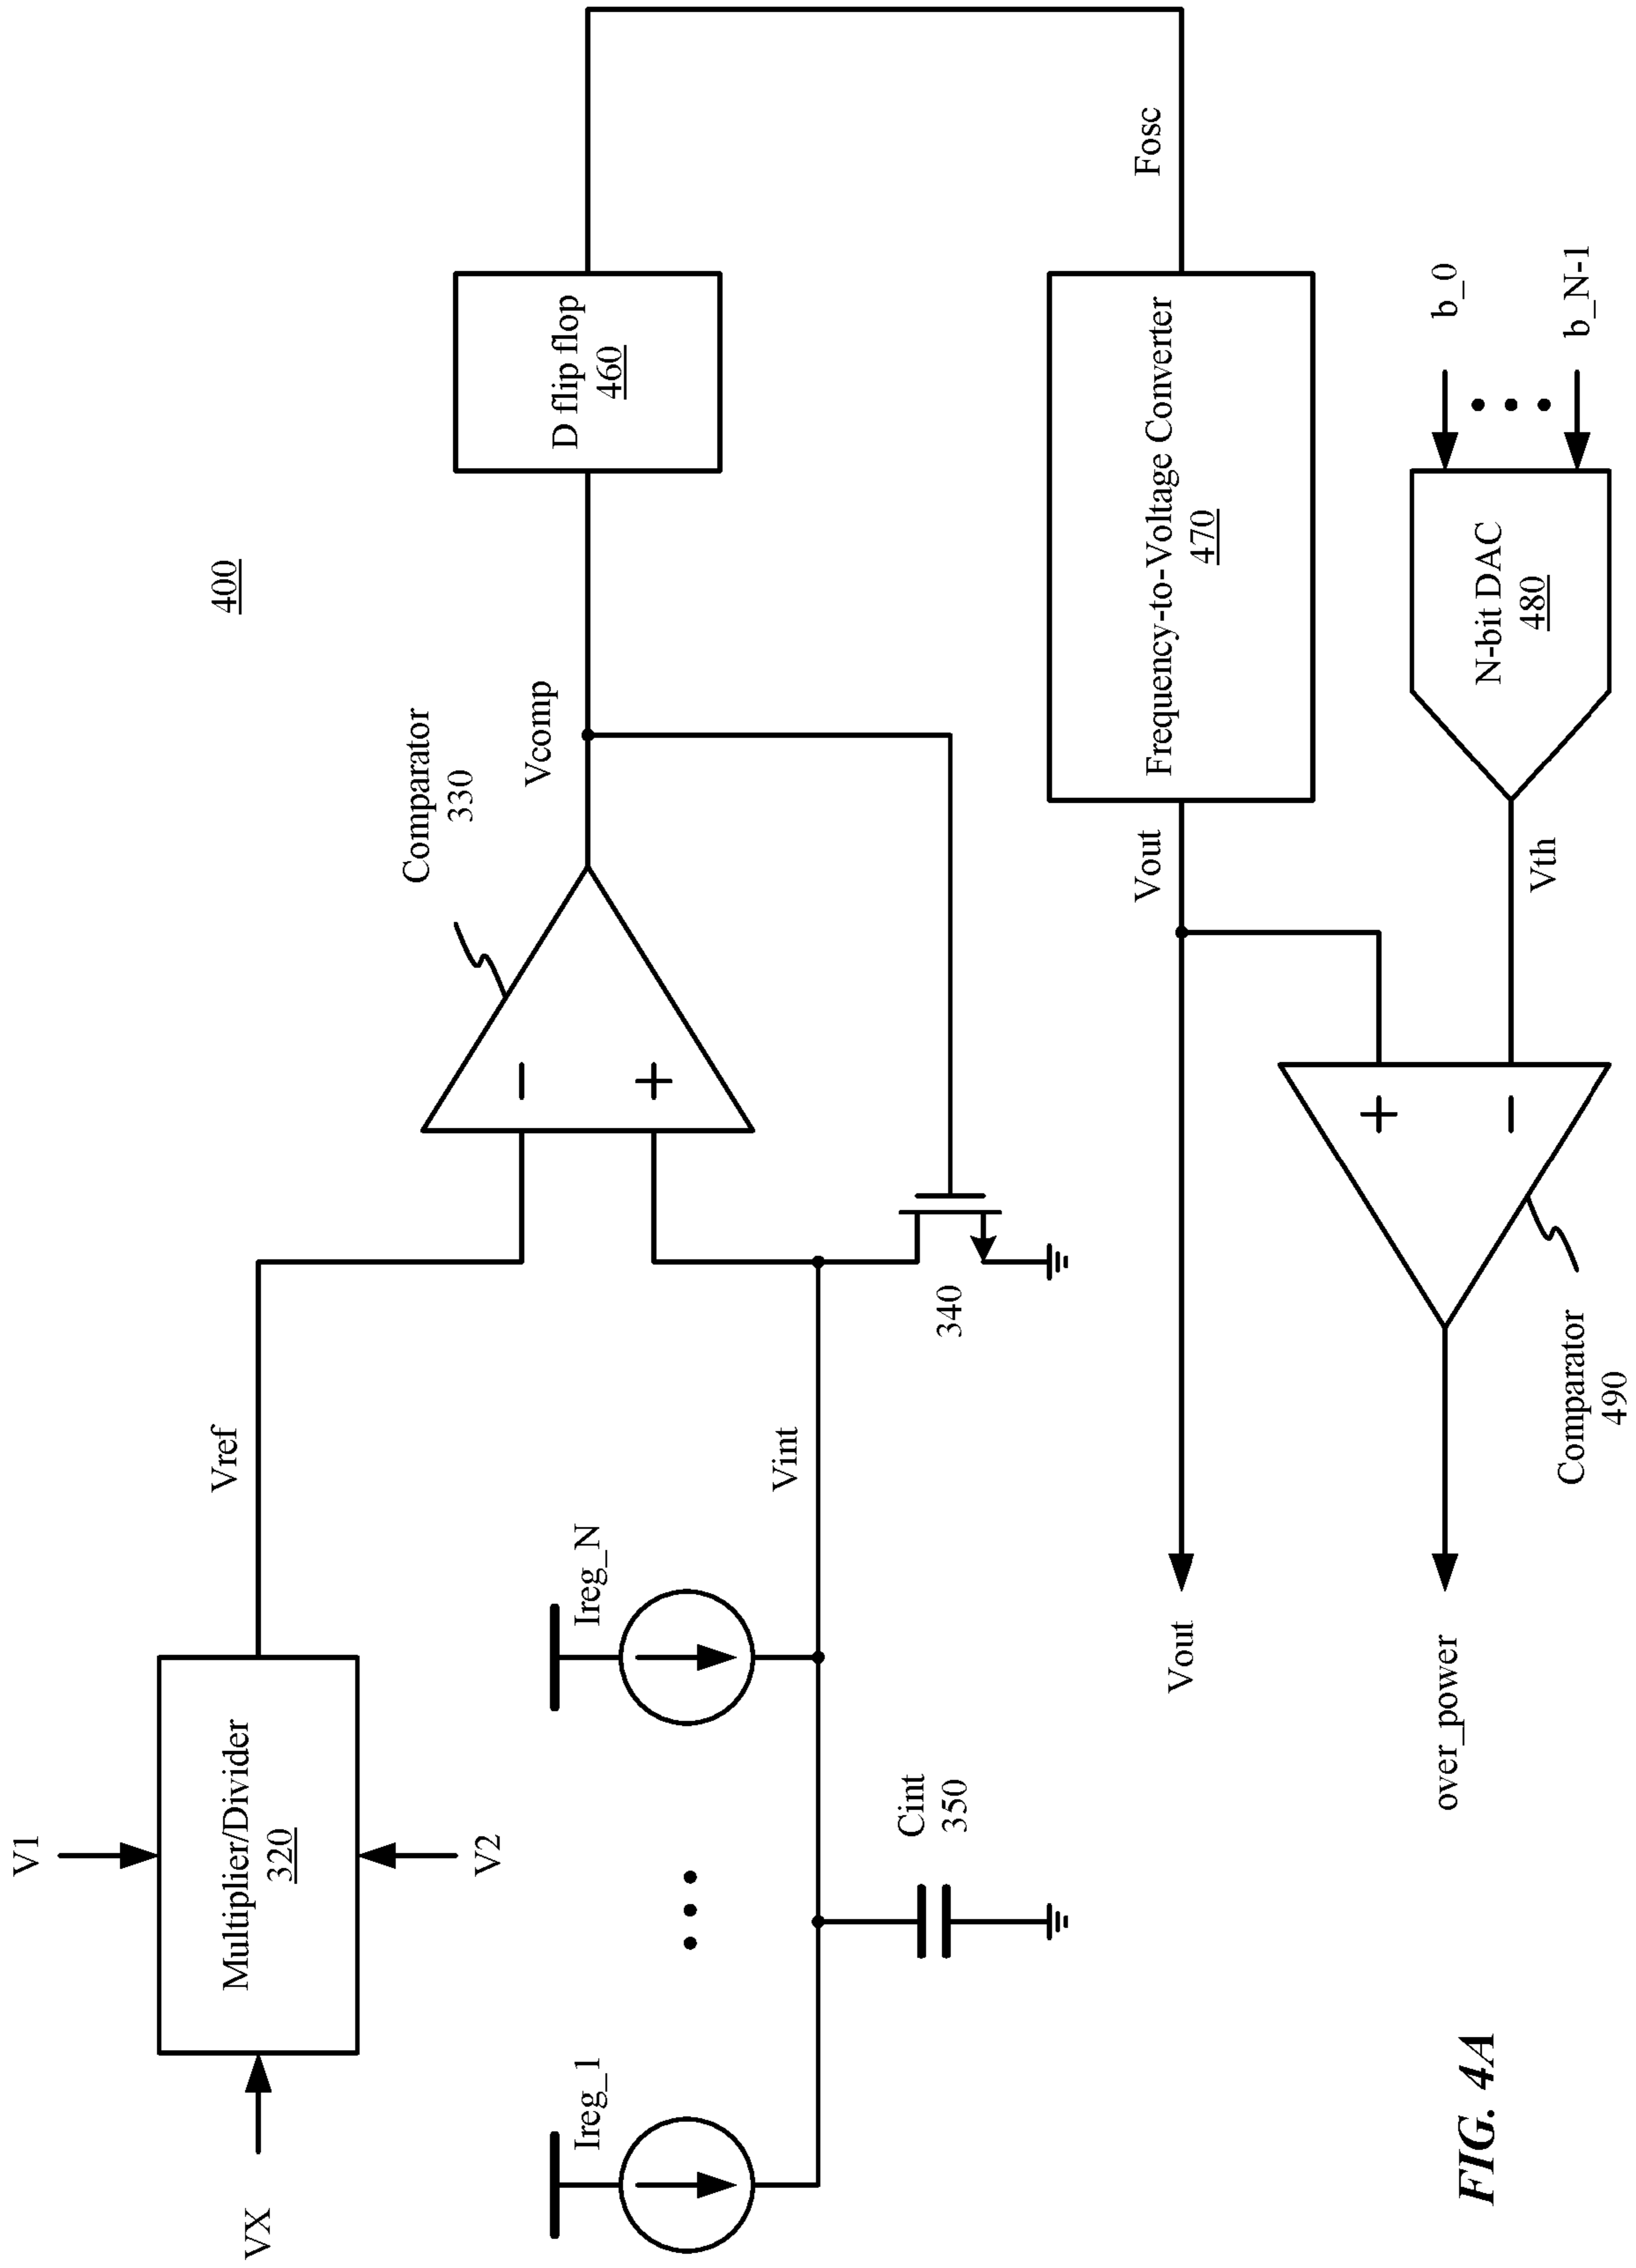 400
V1
VX
Multiplier/Divider
320
V2
Vref
Comparator
330
Vcomp
D flip flop
460
Ireg_1
Ireg_N
Vint
Cint
350
340
Fosc
Vout
Vout
Frequency-to-Voltage Converter
470
over_power
Comparator
490
Vth
N-bit DAC
480
b_0
b_N-1
−
+
+
−
FIG. 4A